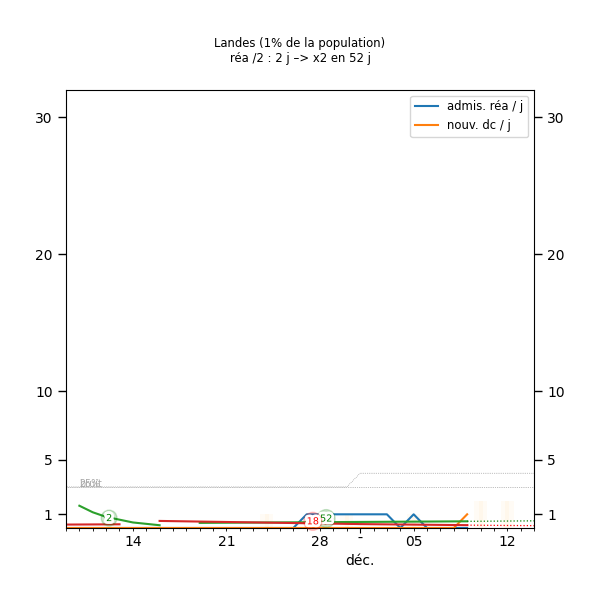 Landes (1% de la population)
réa /2 : 2 j –> x2 en 52 j
admis. réa / j
nouv. dc / j
30 30
20 20
10 10
5 5
1 1
2 18 52
14 21 28 - 05 12
déc.